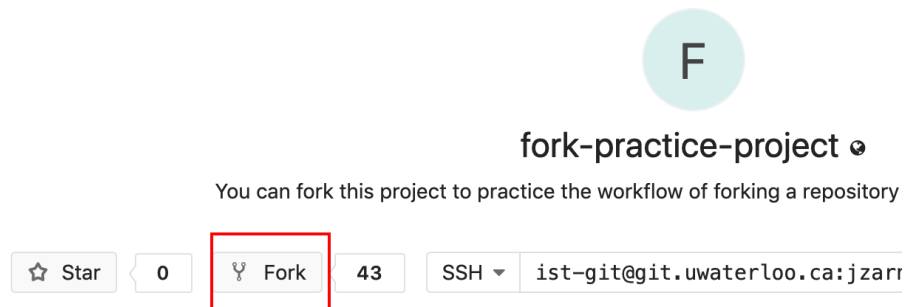 F
fork-practice-project
You can fork this project to practice the workflow of forking a repository
Star 0 Fork 43 SSH ist-git@git.uwaterloo.ca:jzarn